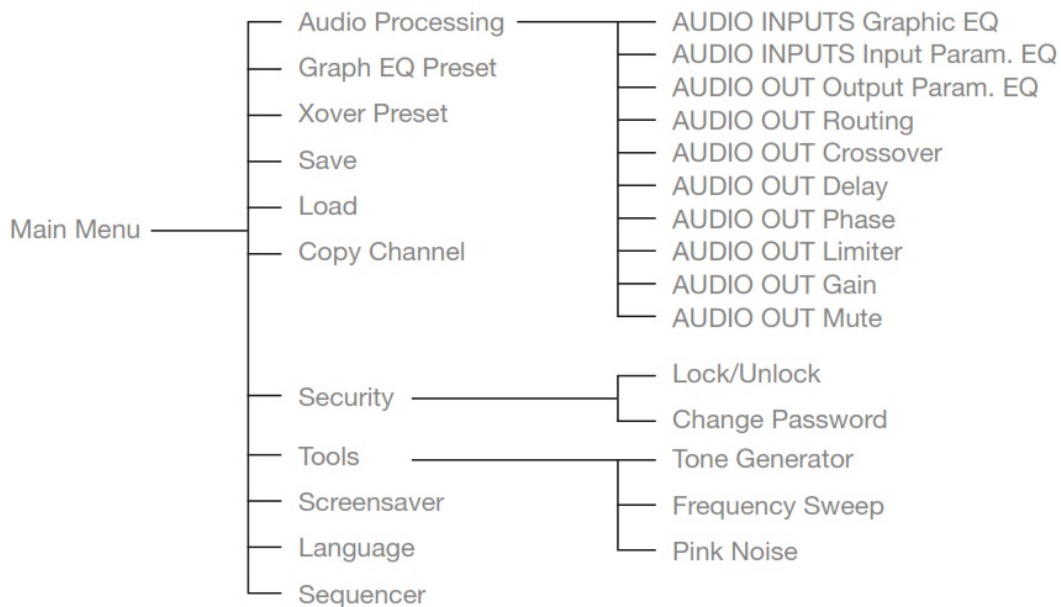 Main Menu
Audio Processing
Graph EQ Preset
Xover Preset
Save
Load
Copy Channel
Security
Tools
Screensaver
Language
Sequencer
AUDIO INPUTS Graphic EQ
AUDIO INPUTS Input Param. EQ
AUDIO OUT Output Param. EQ
AUDIO OUT Routing
AUDIO OUT Crossover
AUDIO OUT Delay
AUDIO OUT Phase
AUDIO OUT Limiter
AUDIO OUT Gain
AUDIO OUT Mute
Lock/Unlock
Change Password
Tone Generator
Frequency Sweep
Pink Noise